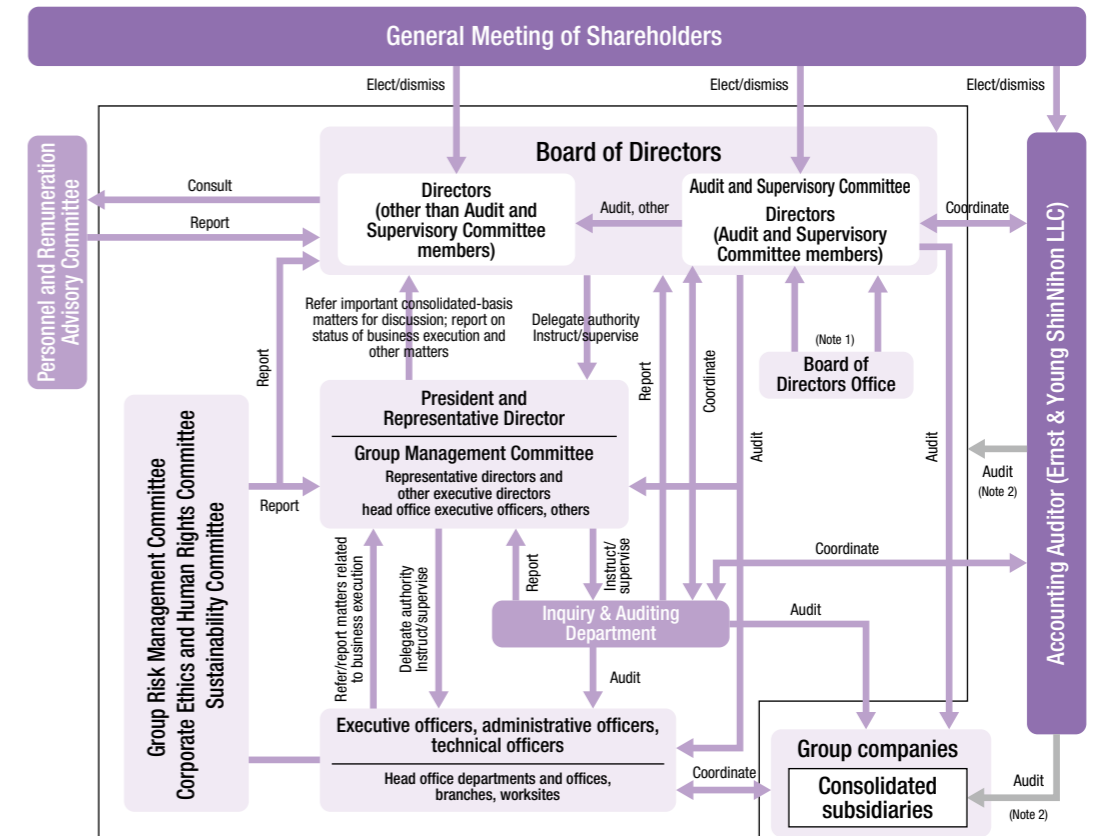 General Meeting of Shareholders
Elect/dismiss
Elect/dismiss
Elect/dismiss
Personnel and Remuneration
Advisory Committee
Consult
Report
Board of Directors
Directors
(other than Audit and
Supervisory Committee
members)
Audit, other
Audit and Supervisory Committee
Directors
(Audit and Supervisory
Committee members)
Coordinate
Accounting Auditor (Ernst & Young ShinNihon LLC)
Refer important consolidated-basis
matters for discussion; report on
status of business execution and
other matters
Delegate authority
Instruct/supervise
Report
Report
Coordinate
Audit
(Note 1)
Board of
Directors Office
Audit
Audit
(Note 2)
President and
Representative Director
Group Management Committee
Representative directors and
other executive directors
head office executive officers, others
Group Risk Management Committee
Corporate Ethics and Human Rights Committee
Sustainability Committee
Report
Refer/report matters related
to business execution
Delegate authority
Instruct/supervise
Report
Instruct/
supervise
Coordinate
Inquiry & Auditing
Department
Audit
Audit
Executive officers, administrative officers,
technical officers
Head office departments and offices,
branches, worksites
Coordinate
Group companies
Consolidated
subsidiaries
Audit
(Note 2)